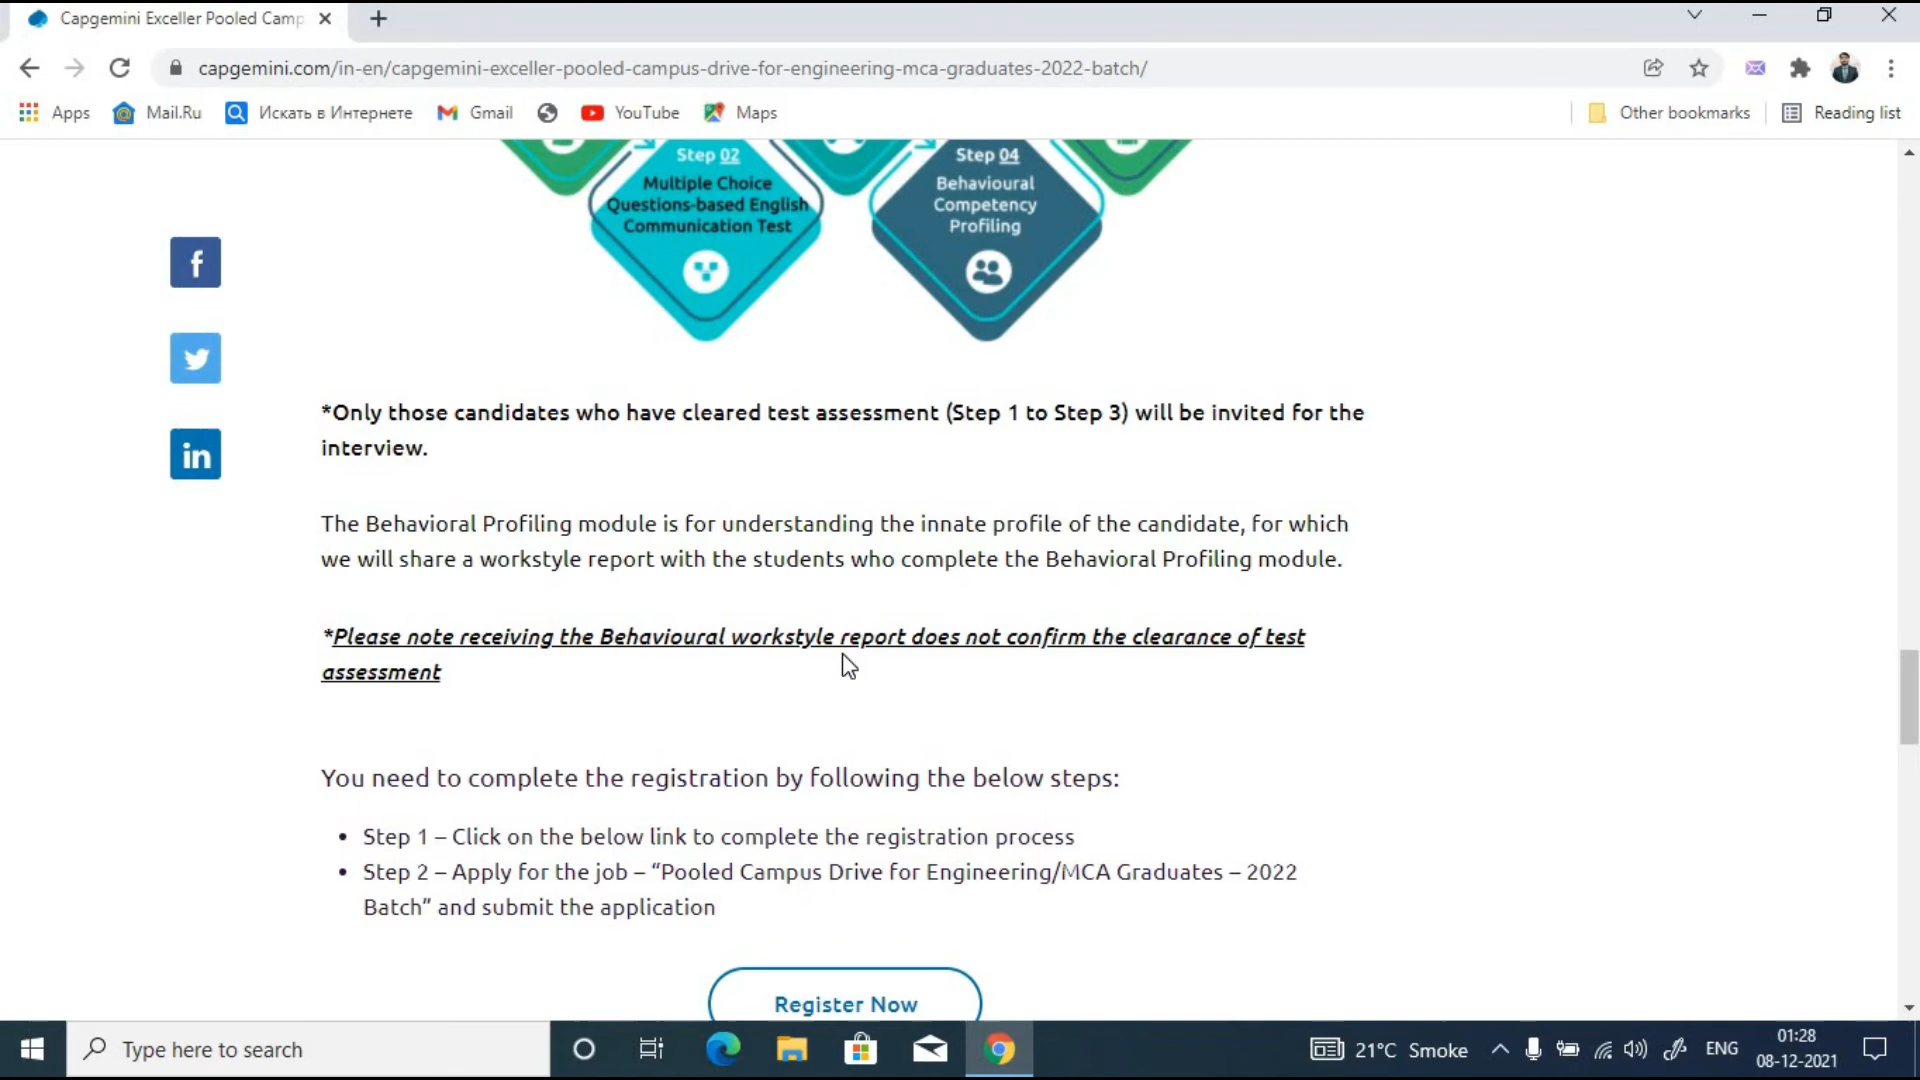 Capgemini Exceller Pooled Camp
capgemini.com/in-en/capgemini-exceller-pooled-campus-drive-for-engineering-mca-graduates-2022-batch/
Apps Mail.Ru Искать в Интернете Gmail YouTube Maps Other bookmarks Reading list
Step 02 Step 04
Multiple Choice Behavioural
Questions-based English Competency
Communication Test Profiling
f
in
*Only those candidates who have cleared test assessment (Step 1 to Step 3) will be invited for the
interview.
The Behavioral Profiling module is for understanding the innate profile of the candidate, for which
we will share a workstyle report with the students who complete the Behavioral Profiling module.
*Please note receiving the Behavioural workstyle report does not confirm the clearance of test
assessment
You need to complete the registration by following the below steps:
• Step 1 – Click on the below link to complete the registration process
• Step 2 – Apply for the job – “Pooled Campus Drive for Engineering/MCA Graduates – 2022
Batch” and submit the application
Register Now
Type here to search
21°C Smoke
ENG
01:28
08-12-2021